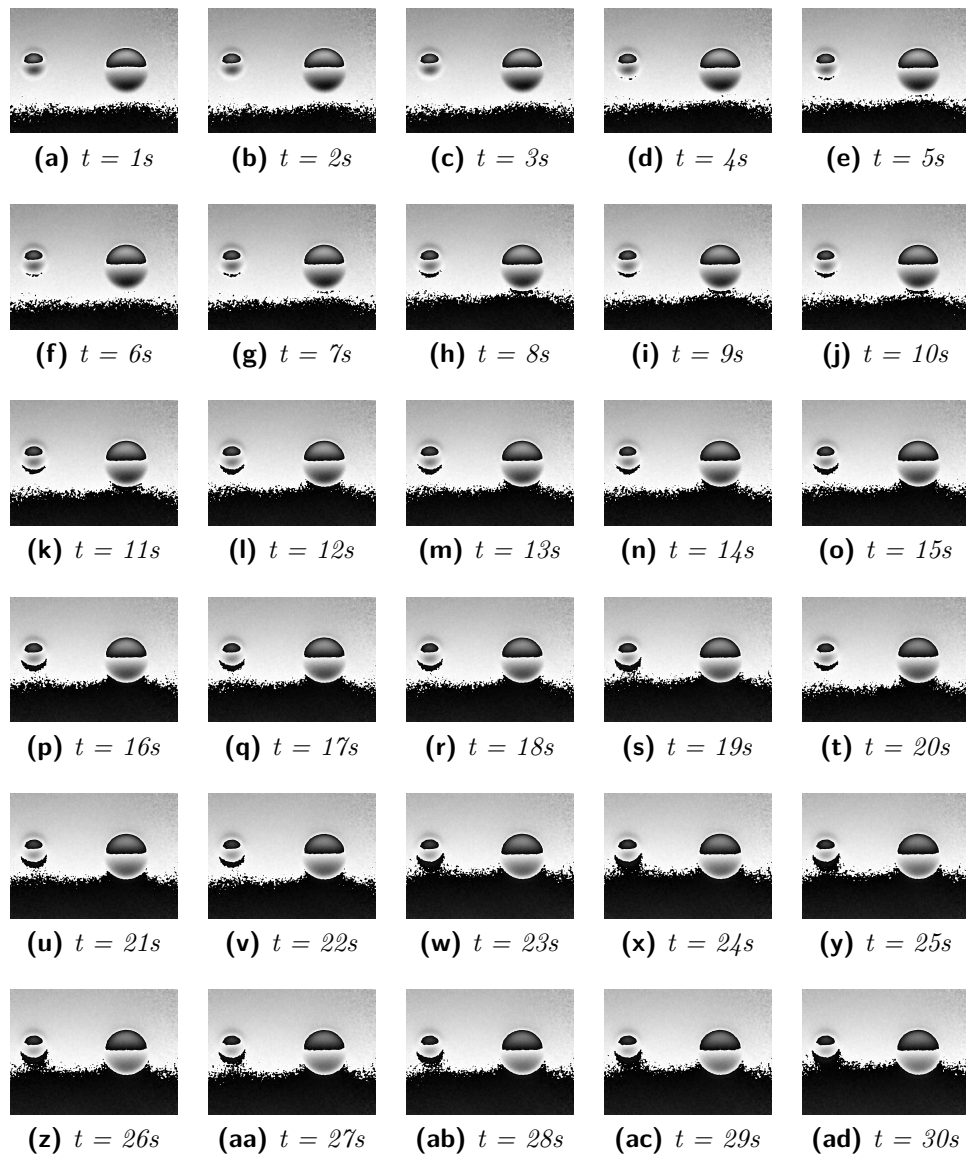 (a) t = 1s (b) t = 2s (c) t = 3s (d) t = 4s (e) t = 5s
(f) t = 6s (g) t = 7s (h) t = 8s (i) t = 9s (j) t = 10s
(k) t = 11s (l) t = 12s (m) t = 13s (n) t = 14s (o) t = 15s
(p) t = 16s (q) t = 17s (r) t = 18s (s) t = 19s (t) t = 20s
(u) t = 21s (v) t = 22s (w) t = 23s (x) t = 24s (y) t = 25s
(z) t = 26s (aa) t = 27s (ab) t = 28s (ac) t = 29s (ad) t = 30s